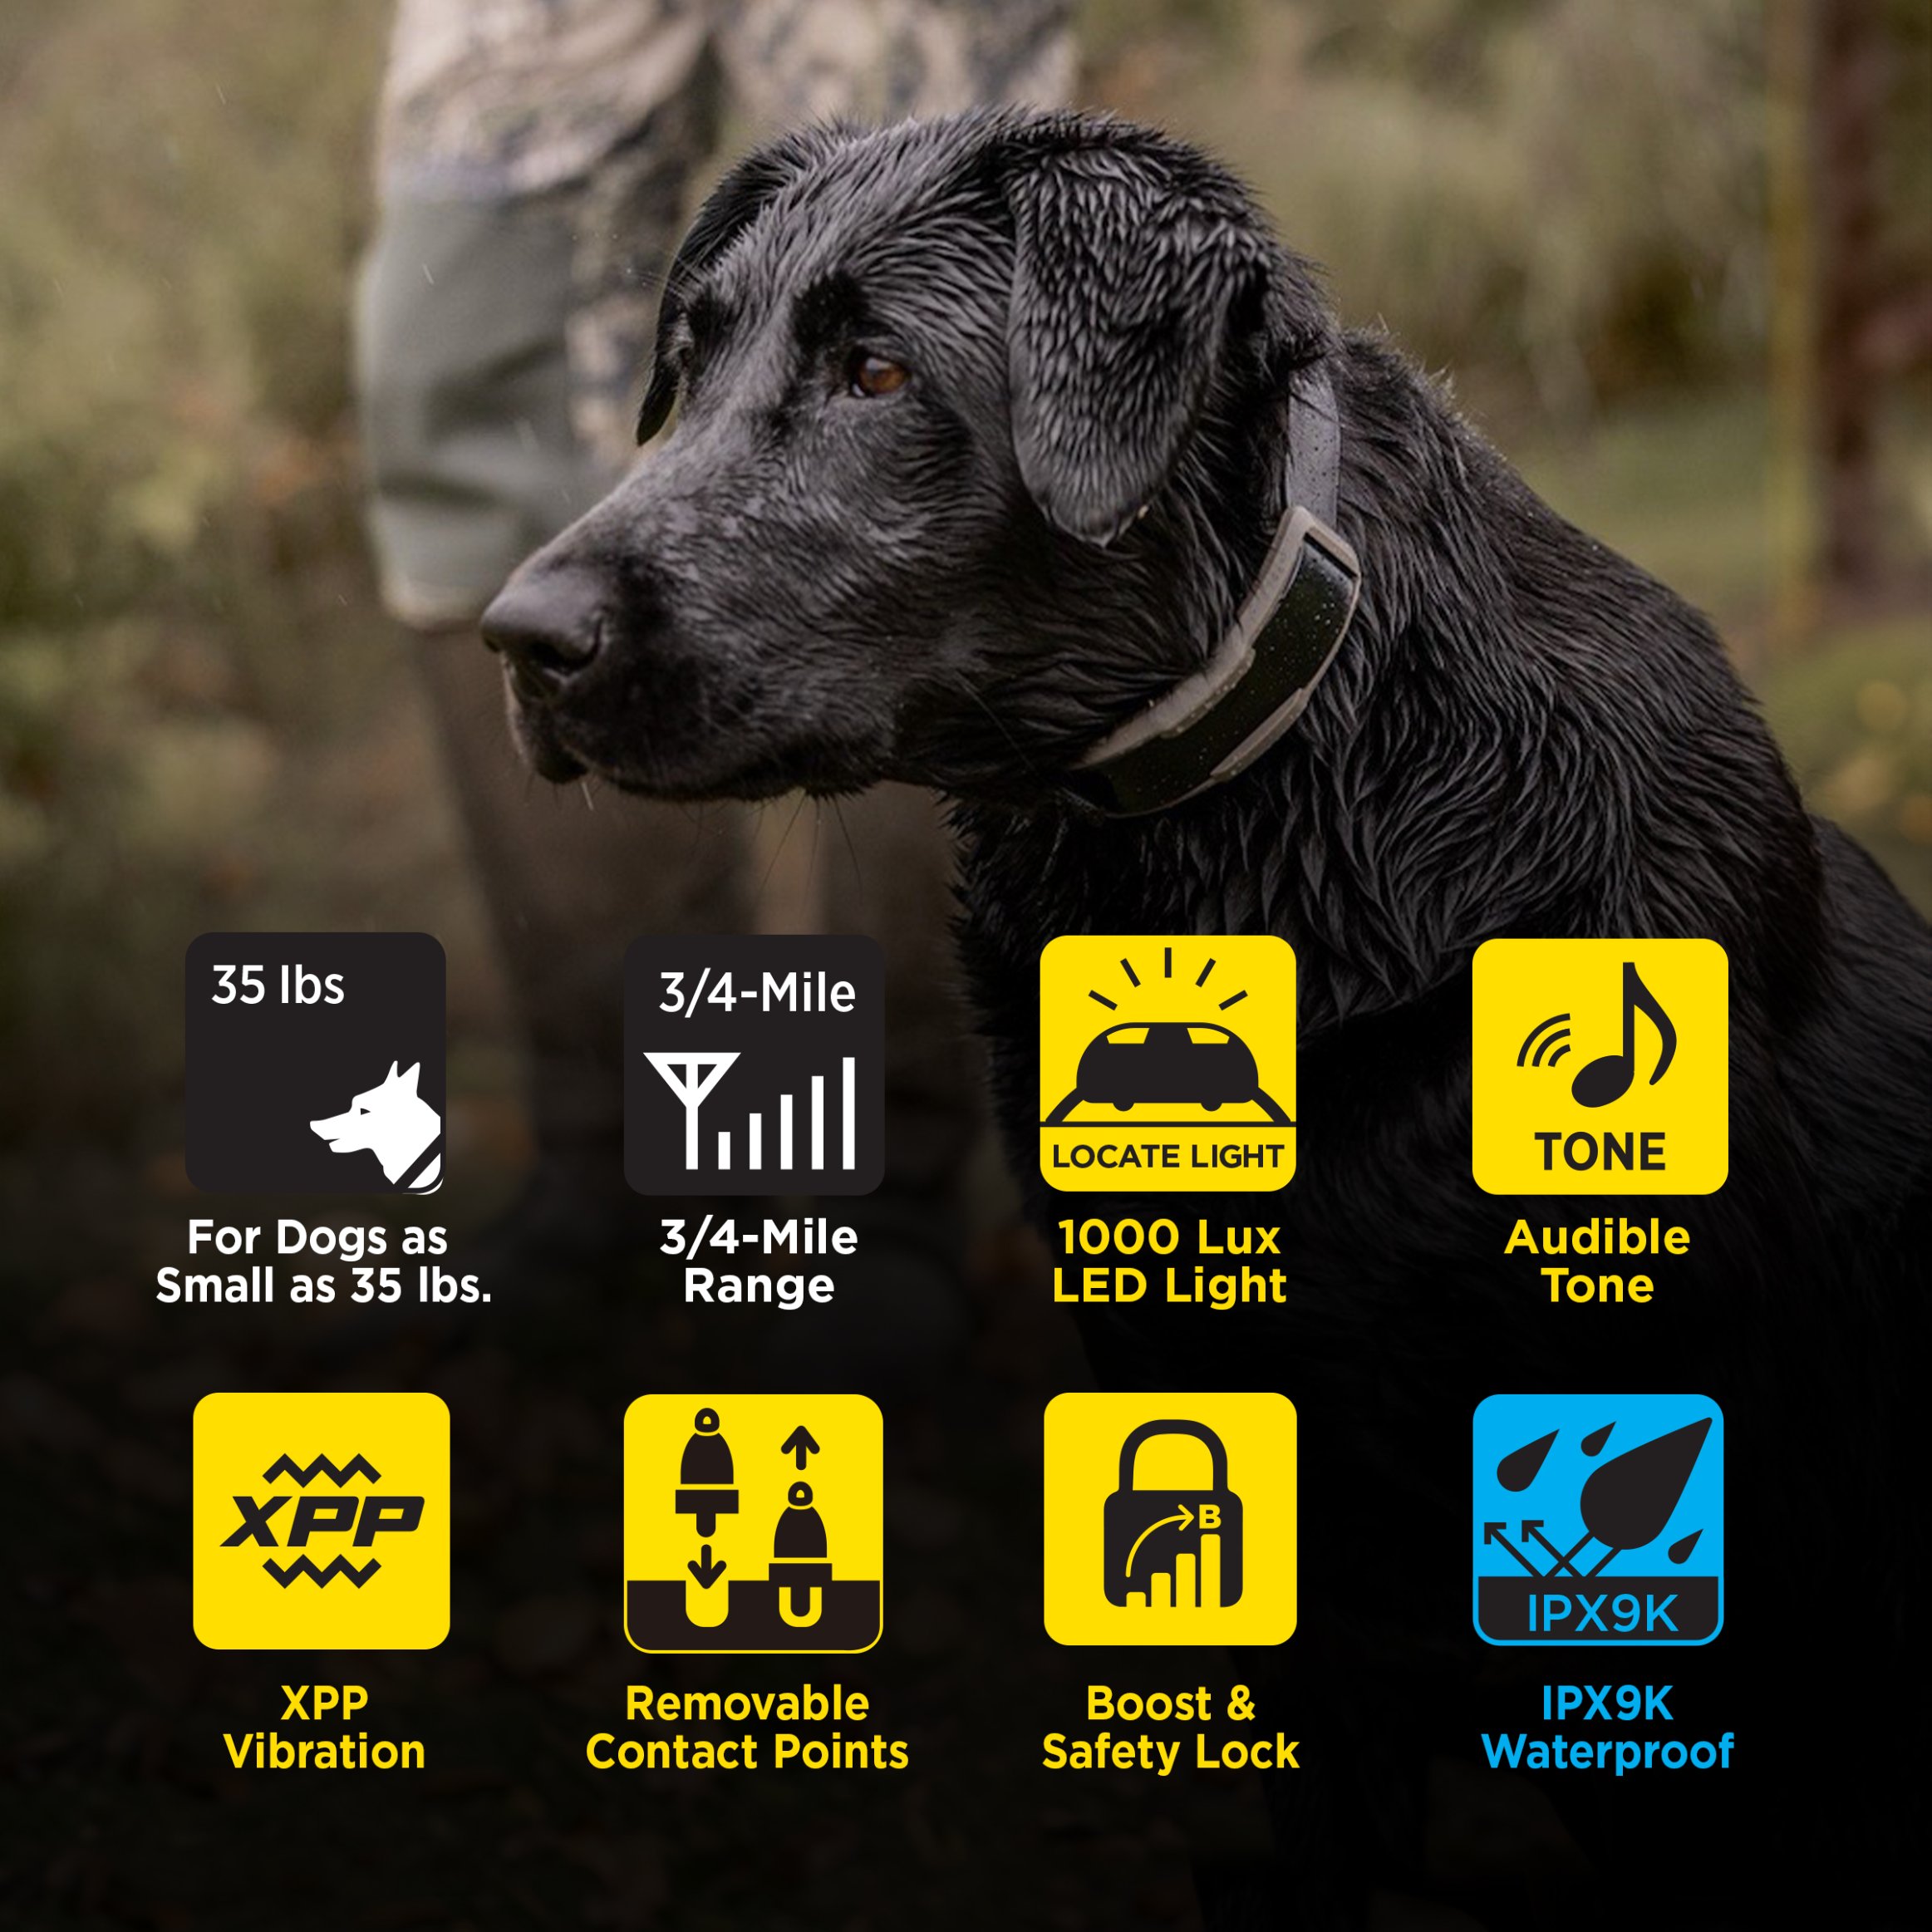 35 lbs
3/4-Mile
LOCATE LIGHT
TONE
For Dogs as
Small as 35 lbs.
3/4-Mile
Range
1000 Lux
LED Light
Audible
Tone
XPP
B
IPX9K
XPP
Vibration
Removable
Contact Points
Boost &
Safety Lock
IPX9K
Waterproof